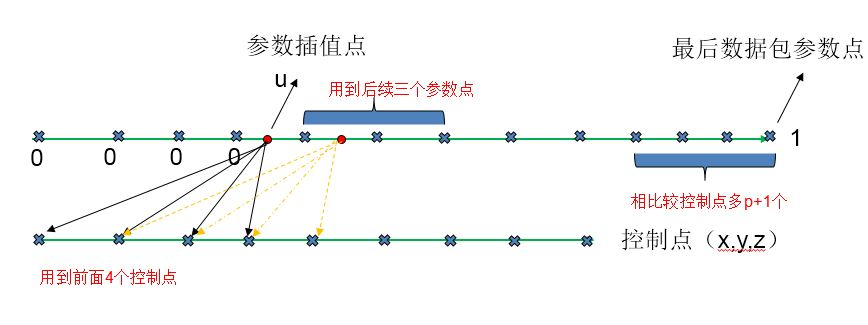 参数插值点
最后数据包参数点
u
用到后续三个参数点
0
0
0
0
1
相比较控制点多p+1个
控制点（x,y,z）
用到前面4个控制点